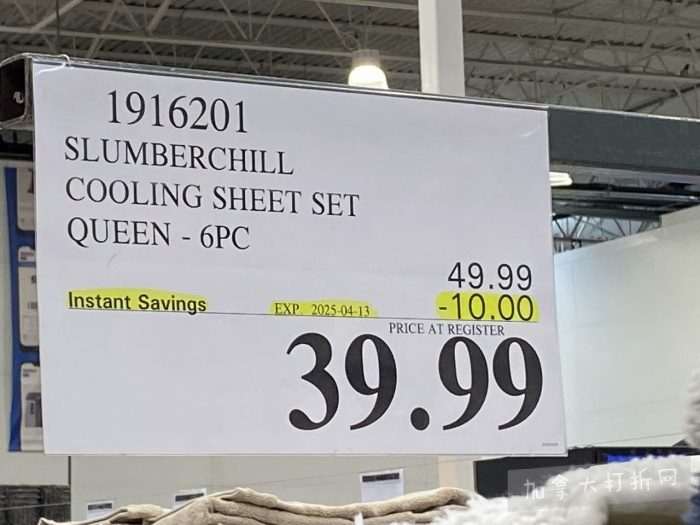 1916201
SLUMBERCHILL
COOLING SHEET SET
QUEEN - 6PC
49.99
Instant Savings EXP. 2025-04-13 -10.00
PRICE AT REGISTER
39.99
加拿大打折网